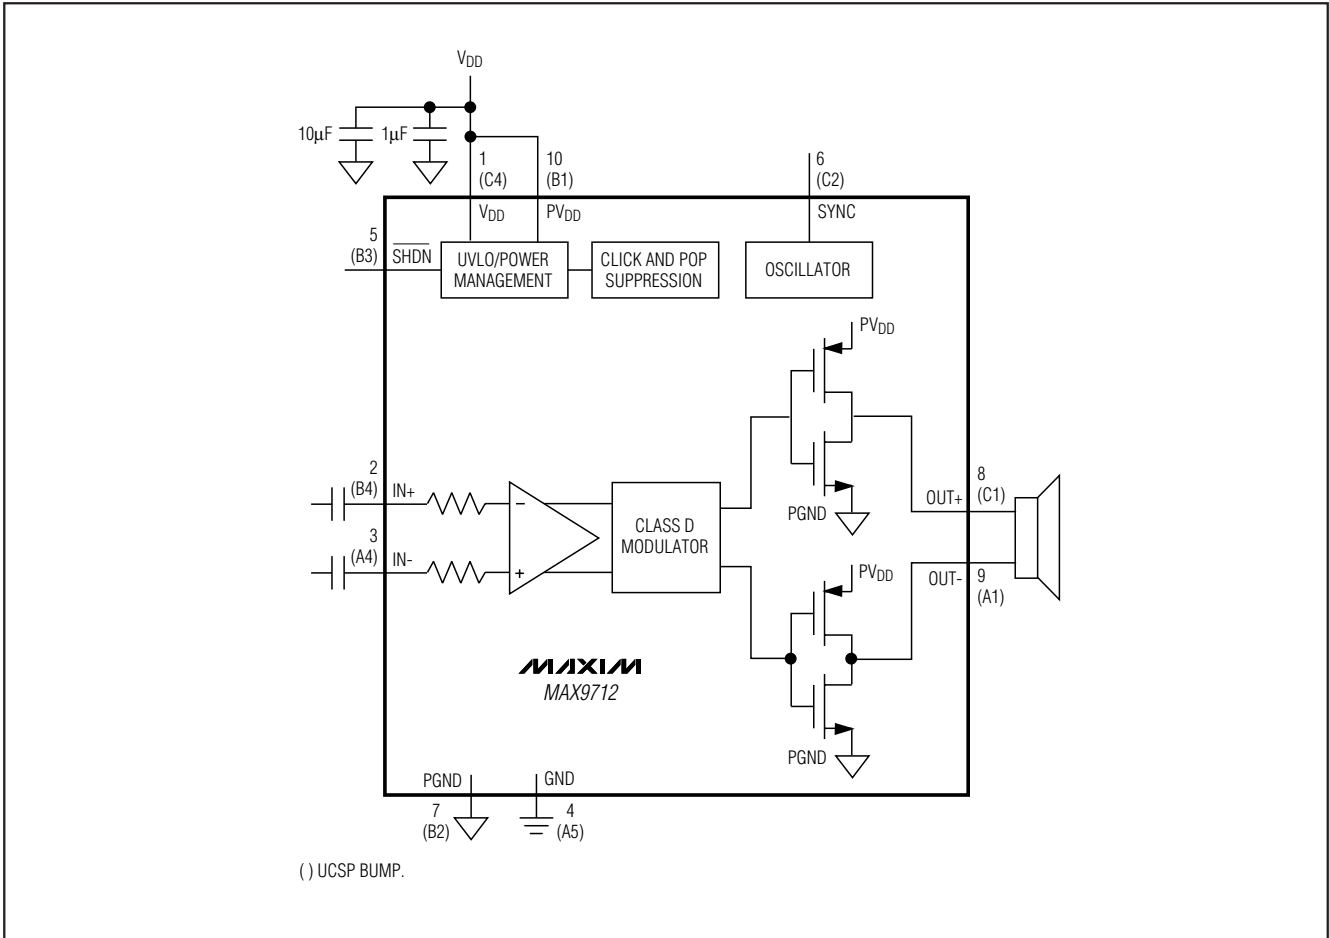 VDD
10µF
1µF
1
(C4)
10
(B1)
6
(C2)
VDD
PVDD
SYNC
5
(B3)
SHDN
UVLO/POWER
MANAGEMENT
CLICK AND POP
SUPPRESSION
OSCILLATOR
PVDD
2
(B4)
IN+
−
3
(A4)
IN-
+
CLASS D
MODULATOR
PGND
OUT+
8
(C1)
PVDD
OUT-
9
(A1)
MAXIM
MAX9712
PGND
PGND
GND
7
(B2)
4
(A5)
( ) UCSP BUMP.